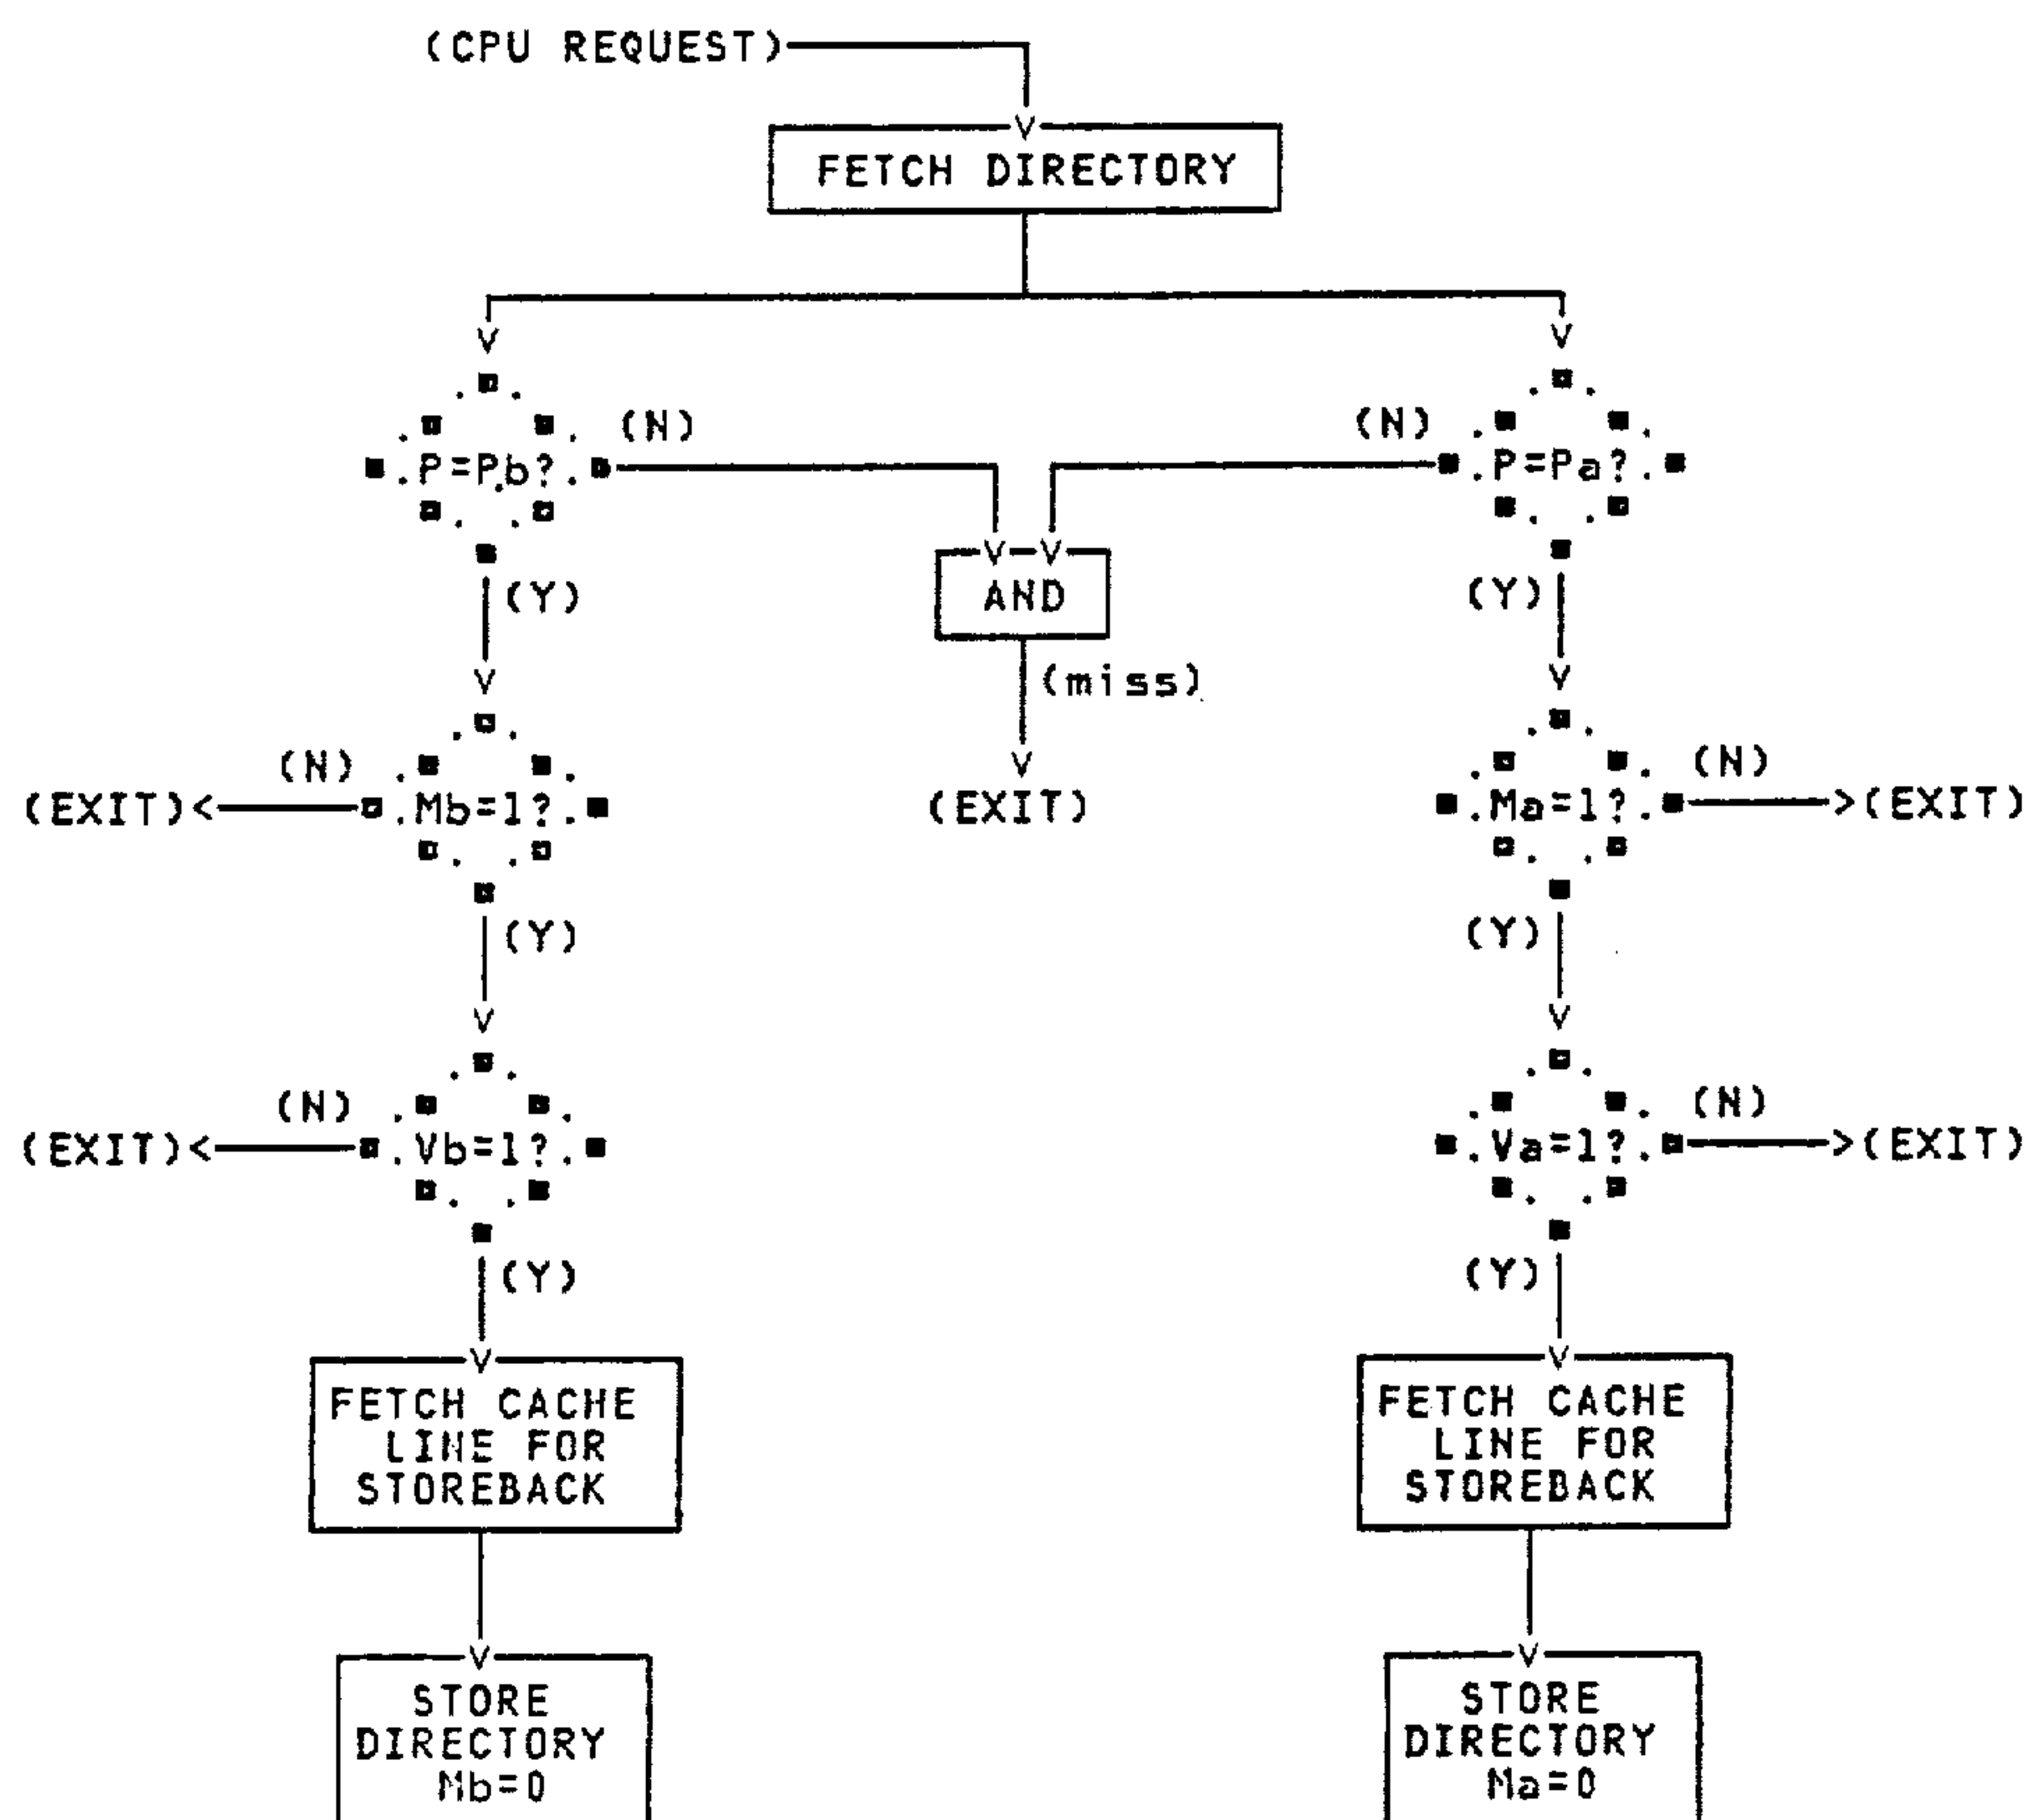 (CPU REQUEST)
FETCH DIRECTORY
(N)
(N)
P=Pb?
P=Pa?
AND
(Y)
(Y)
(miss)
(N)
(N)
(EXIT)<
Mb=1?
(EXIT)
Ma=1?
>(EXIT)
(Y)
(Y)
(N)
(N)
(EXIT)<
Vb=1?
Va=1?
>(EXIT)
(Y)
(Y)
FETCH CACHE
LINE FOR
STOREBACK
FETCH CACHE
LINE FOR
STOREBACK
STORE
DIRECTORY
Mb=0
STORE
DIRECTORY
Ma=0